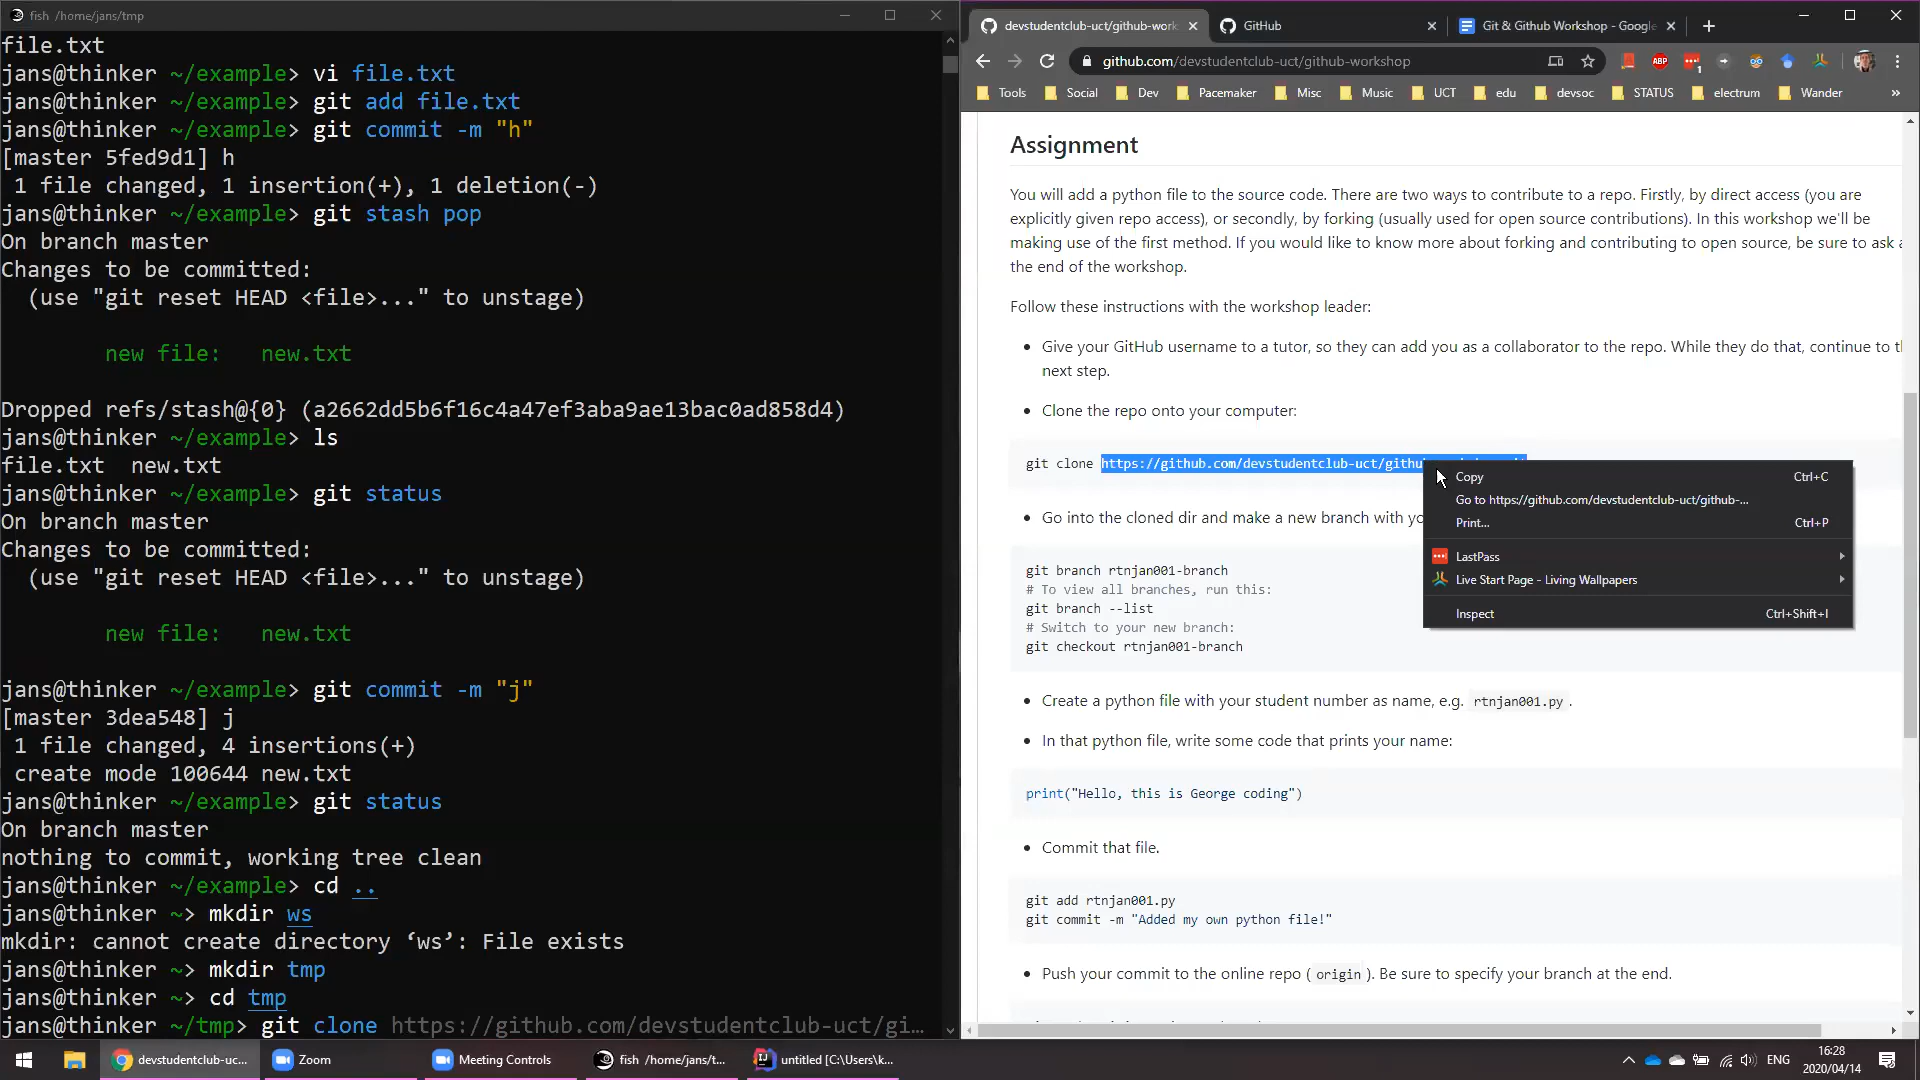 fish /home/jans/tmp
file.txt
jans@thinker ~/example> vi file.txt
jans@thinker ~/example> git add file.txt
jans@thinker ~/example> git commit -m "h"
[master 5fed9d1] h
1 file changed, 1 insertion(+), 1 deletion(-)
jans@thinker ~/example> git stash pop
On branch master
Changes to be committed:
(use "git reset HEAD <file>..." to unstage)
new file: new.txt
Dropped refs/stash@{0} (a2662dd5b6f16c4a47ef3aba9ae13bac0ad858d4)
jans@thinker ~/example> ls
file.txt new.txt
jans@thinker ~/example> git status
On branch master
Changes to be committed:
(use "git reset HEAD <file>..." to unstage)
new file: new.txt
jans@thinker ~/example> git commit -m "j"
[master 3dea548] j
1 file changed, 4 insertions(+)
create mode 100644 new.txt
jans@thinker ~/example> git status
On branch master
nothing to commit, working tree clean
jans@thinker ~/example> cd ..
jans@thinker ~> mkdir ws
mkdir: cannot create directory ‘ws’: File exists
jans@thinker ~> mkdir tmp
jans@thinker ~> cd tmp
jans@thinker ~/tmp> git clone https://github.com/devstudentclub-uct/gi…
devstudentclub-uct/github-work
GitHub
Git & Github Workshop - Google
github.com/devstudentclub-uct/github-workshop
ABP
1
Tools Social Dev Pacemaker Misc Music UCT edu devsoc STATUS electrum Wander »
Assignment
You will add a python file to the source code. There are two ways to contribute to a repo. Firstly, by direct access (you are
explicitly given repo access), or secondly, by forking (usually used for open source contributions). In this workshop we'll be
making use of the first method. If you would like to know more about forking and contributing to open source, be sure to ask
the end of the workshop.
Follow these instructions with the workshop leader:
Give your GitHub username to a tutor, so they can add you as a collaborator to the repo. While they do that, continue to
next step.
Clone the repo onto your computer:
git clone https://github.com/devstudentclub-uct/githu
Copy Ctrl+C
Go to https://github.com/devstudentclub-uct/github-...
Print... Ctrl+P
LastPass
Live Start Page - Living Wallpapers
Inspect Ctrl+Shift+I
Go into the cloned dir and make a new branch with
git branch rtnjan001-branch
# To view all branches, run this:
git branch --list
# Switch to your new branch:
git checkout rtnjan001-branch
Create a python file with your student number as name, e.g. rtnjan001.py .
In that python file, write some code that prints your name:
print("Hello, this is George coding")
Commit that file.
git add rtnjan001.py
git commit -m "Added my own python file!"
Push your commit to the online repo ( origin ). Be sure to specify your branch at the end.
devstudentclub-uc...
Zoom
Meeting Controls
fish /home/jans/t...
untitled [C:\Users\k...
ENG
16:28
2020/04/14